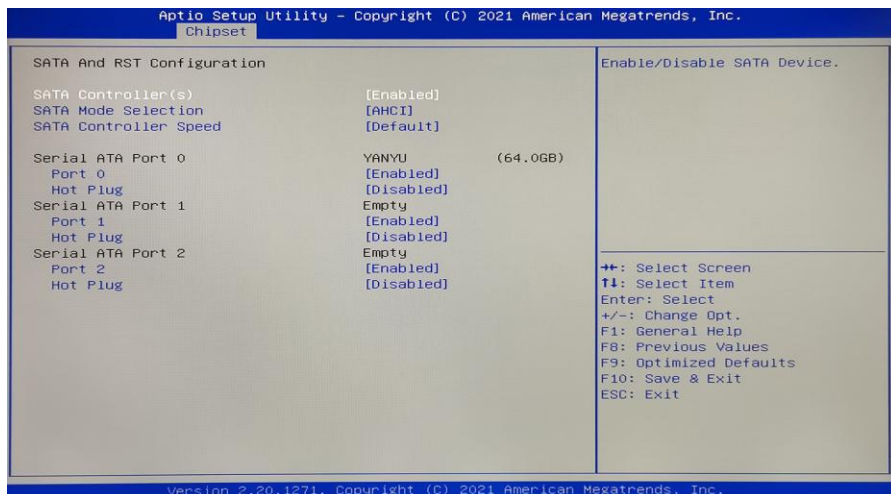 Aptio Setup Utility – Copyright (C) 2021 American Megatrends, Inc.
Chipset
SATA And RST Configuration
SATA Controller(s) [Enabled]
SATA Mode Selection [AHCI]
SATA Controller Speed [Default]
Serial ATA Port 0 YANYU (64.0GB)
Port 0 [Enabled]
Hot Plug [Disabled]
Serial ATA Port 1 Empty
Port 1 [Enabled]
Hot Plug [Disabled]
Serial ATA Port 2 Empty
Port 2 [Enabled]
Hot Plug [Disabled]
Enable/Disable SATA Device.
→←: Select Screen
↑↓: Select Item
Enter: Select
+/-: Change Opt.
F1: General Help
F8: Previous Values
F9: Optimized Defaults
F10: Save & Exit
ESC: Exit
Version 2.20.1271. Copyright (C) 2021 American Megatrends, Inc.